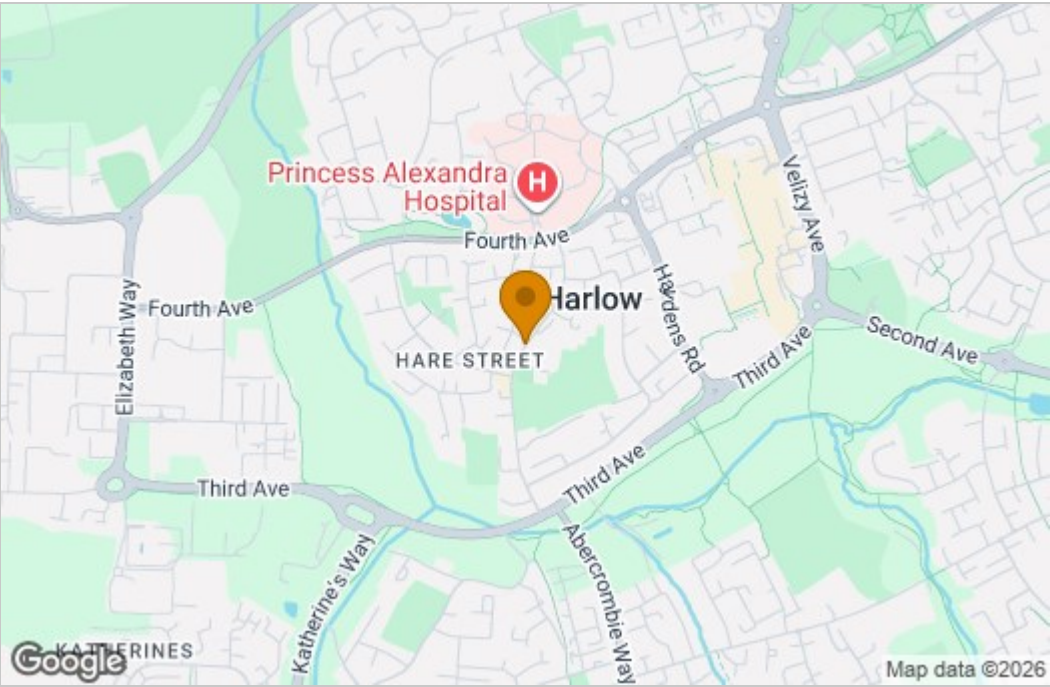 Princess Alexandra
Hospital
H
Fourth Ave
Velizy Ave
Harlow
Haydens Rd
Elizabeth Way
Fourth Ave
HARE STREET
Third Ave
Second Ave
Third Ave
Third Ave
Abercrombie Way
Katherine's Way
KATHERINES
Google
Map data ©2026